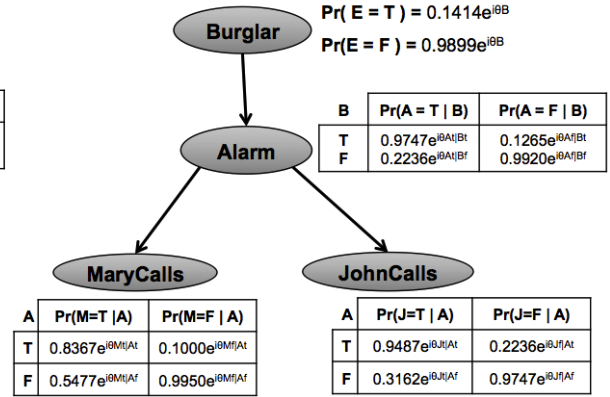 Burglar
Pr( E = T ) = 0.1414e^{iθB}
Pr(E = F ) = 0.9899e^{iθB}
Alarm
B Pr(A = T | B) Pr(A = F | B)
T 0.9747e^{iθAt|Bt} 0.1265e^{iθAf|Bt}
F 0.2236e^{iθAt|Bf} 0.9920e^{iθAf|Bf}
MaryCalls
JohnCalls
A Pr(M=T |A) Pr(M=F | A)
T 0.8367e^{iθMt|At} 0.1000e^{iθMf|At}
F 0.5477e^{iθMt|Af} 0.9950e^{iθMf|Af}
A Pr(J=T | A) Pr(J=F | A)
T 0.9487e^{iθJt|At} 0.2236e^{iθJf|At}
F 0.3162e^{iθJt|Af} 0.9747e^{iθJf|Af}